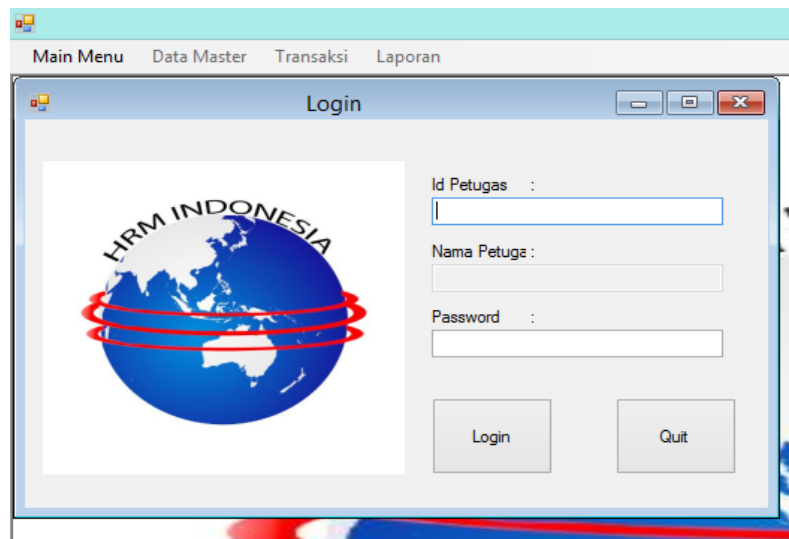 Main Menu Data Master Transaksi Laporan
Login
HRM INDONESIA
Id Petugas :
Nama Petuga :
Password :
Login Quit